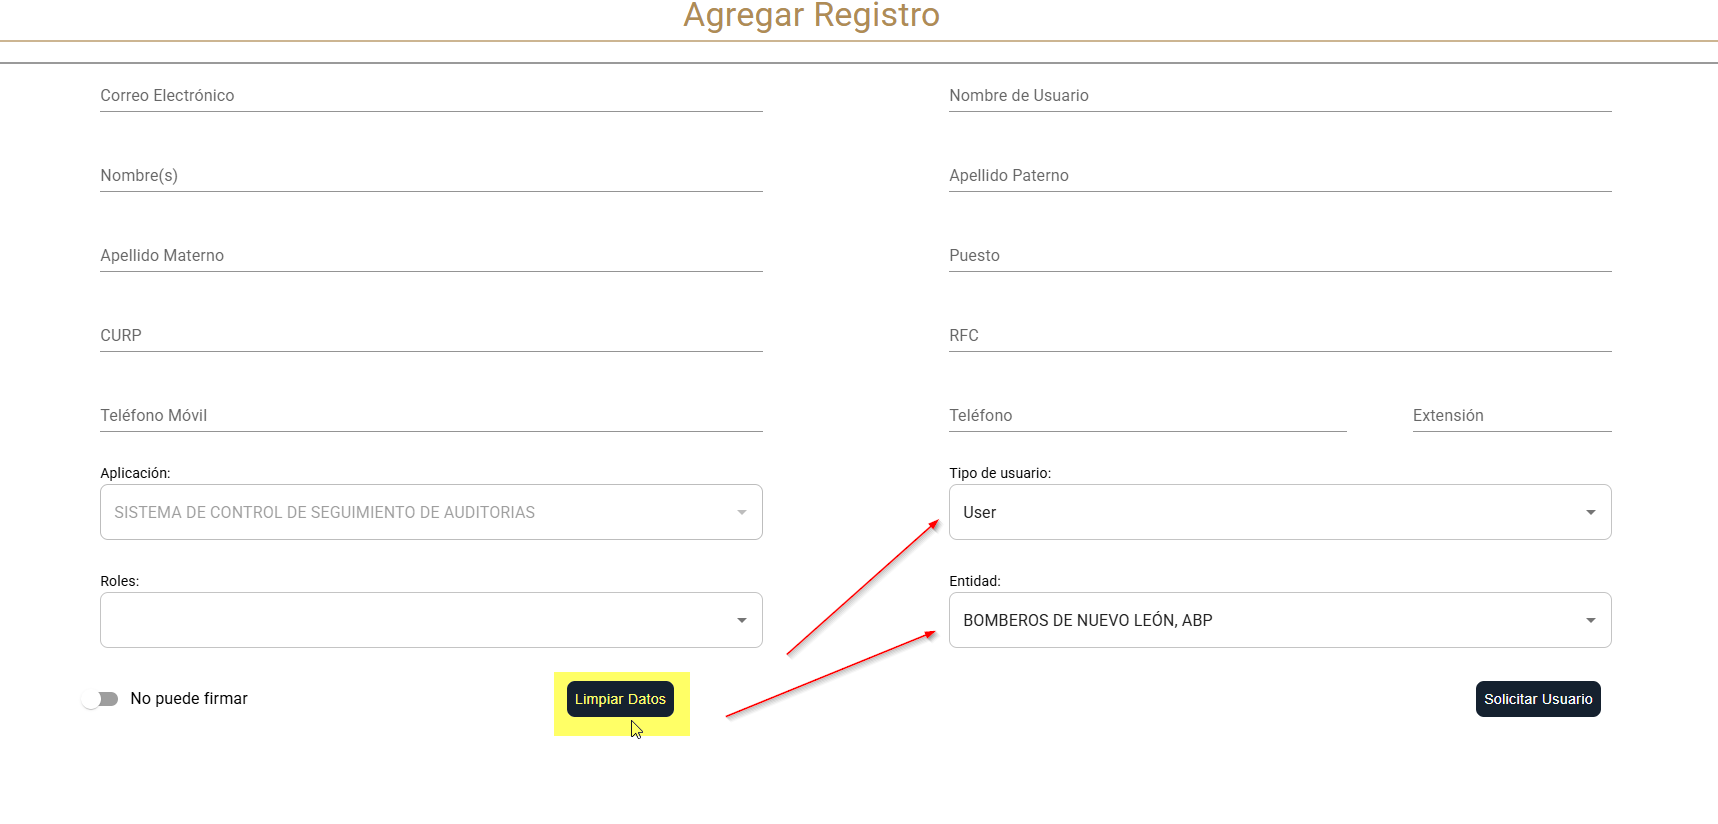 Agregar Registro
Correo Electrónico
Nombre de Usuario
Nombre(s)
Apellido Paterno
Apellido Materno
Puesto
CURP
RFC
Teléfono Móvil
Teléfono
Extensión
Aplicación:
Tipo de usuario:
SISTEMA DE CONTROL DE SEGUIMIENTO DE AUDITORIAS
User
Roles:
Entidad:
BOMBEROS DE NUEVO LEÓN, ABP
No puede firmar
Limpiar Datos
Solicitar Usuario